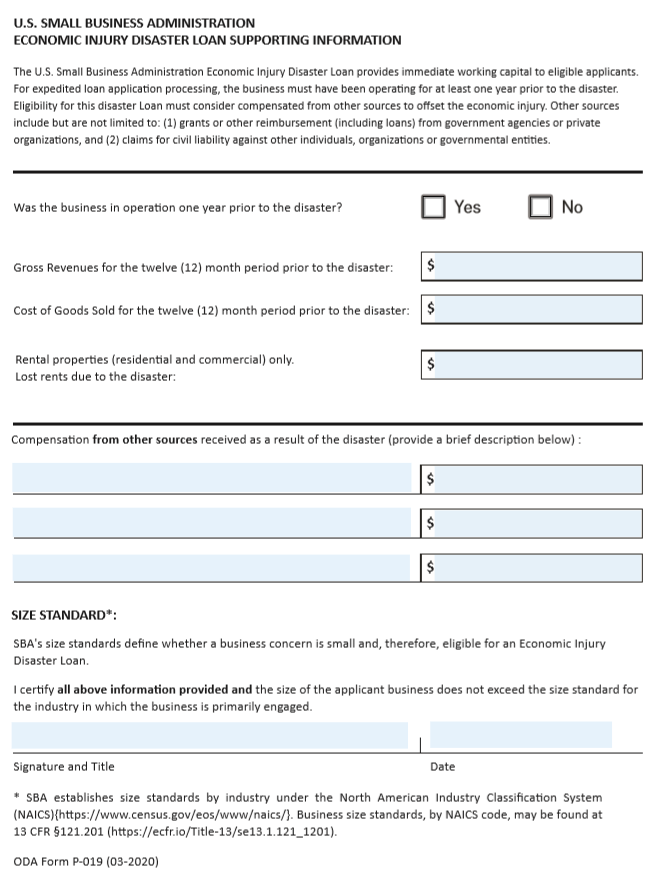 U.S. SMALL BUSINESS ADMINISTRATION
ECONOMIC INJURY DISASTER LOAN SUPPORTING INFORMATION
The U.S. Small Business Administration Economic Injury Disaster Loan provides immediate working capital to eligible applicants.
For expedited loan application processing, the business must have been operating for at least one year prior to the disaster.
Eligibility for this disaster Loan must consider compensated from other sources to offset the economic injury. Other sources
include but are not limited to: (1) grants or other reimbursement (including loans) from government agencies or private
organizations, and (2) claims for civil liability against other individuals, organizations or governmental entities.
Was the business in operation one year prior to the disaster? Yes No
Gross Revenues for the twelve (12) month period prior to the disaster: $
Cost of Goods Sold for the twelve (12) month period prior to the disaster: $
Rental properties (residential and commercial) only.
Lost rents due to the disaster: $
Compensation from other sources received as a result of the disaster (provide a brief description below) :
$
$
$
SIZE STANDARD*:
SBA's size standards define whether a business concern is small and, therefore, eligible for an Economic Injury
Disaster Loan.
I certify all above information provided and the size of the applicant business does not exceed the size standard for
the industry in which the business is primarily engaged.
Signature and Title Date
* SBA establishes size standards by industry under the North American Industry Classification System
(NAICS){https://www.census.gov/eos/www/naics/}. Business size standards, by NAICS code, may be found at
13 CFR §121.201 (https://ecfr.io/Title-13/se13.1.121_1201).
ODA Form P-019 (03-2020)